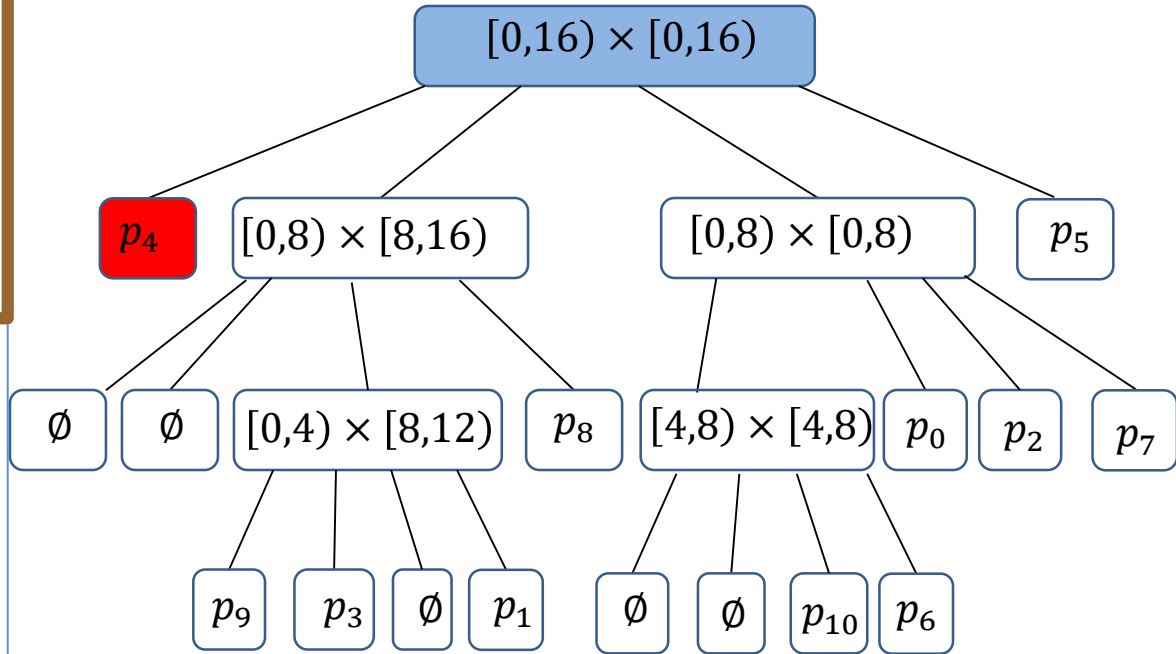 [0,16) × [0,16)
p₄ [0,8) × [8,16) [0,8) × [0,8) p₅
∅ ∅ [0,4) × [8,12) p₈ [4,8) × [4,8) p₀ p₂ p₇
p₉ p₃ ∅ p₁ ∅ ∅ p₁₀ p₆